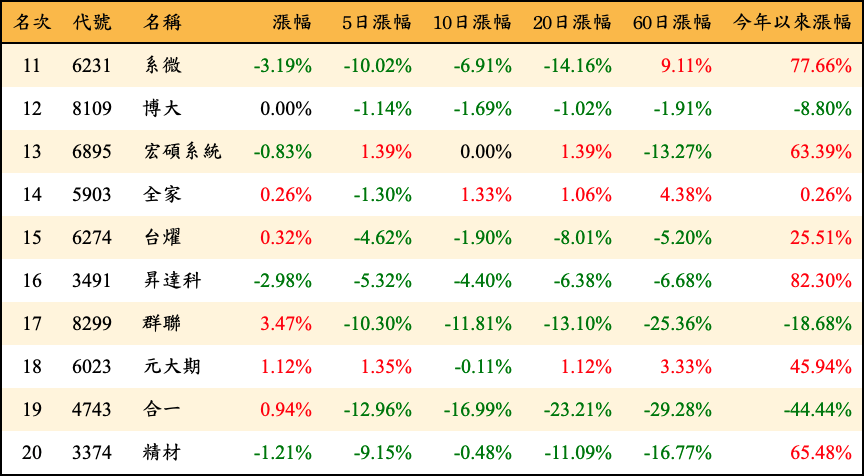 名次 代號 名稱 漲幅 5日漲幅 10日漲幅 20日漲幅 60日漲幅 今年以來漲幅
11 6231 系微 -3.19% -10.02% -6.91% -14.16% 9.11% 77.66%
12 8109 博大 0.00% -1.14% -1.69% -1.02% -1.91% -8.80%
13 6895 宏碩系統 -0.83% 1.39% 0.00% 1.39% -13.27% 63.39%
14 5903 全家 0.26% -1.30% 1.33% 1.06% 4.38% 0.26%
15 6274 台燿 0.32% -4.62% -1.90% -8.01% -5.20% 25.51%
16 3491 昇達科 -2.98% -5.32% -4.40% -6.38% -6.68% 82.30%
17 8299 群聯 3.47% -10.30% -11.81% -13.10% -25.36% -18.68%
18 6023 元大期 1.12% 1.35% -0.11% 1.12% 3.33% 45.94%
19 4743 合一 0.94% -12.96% -16.99% -23.21% -29.28% -44.44%
20 3374 精材 -1.21% -9.15% -0.48% -11.09% -16.77% 65.48%